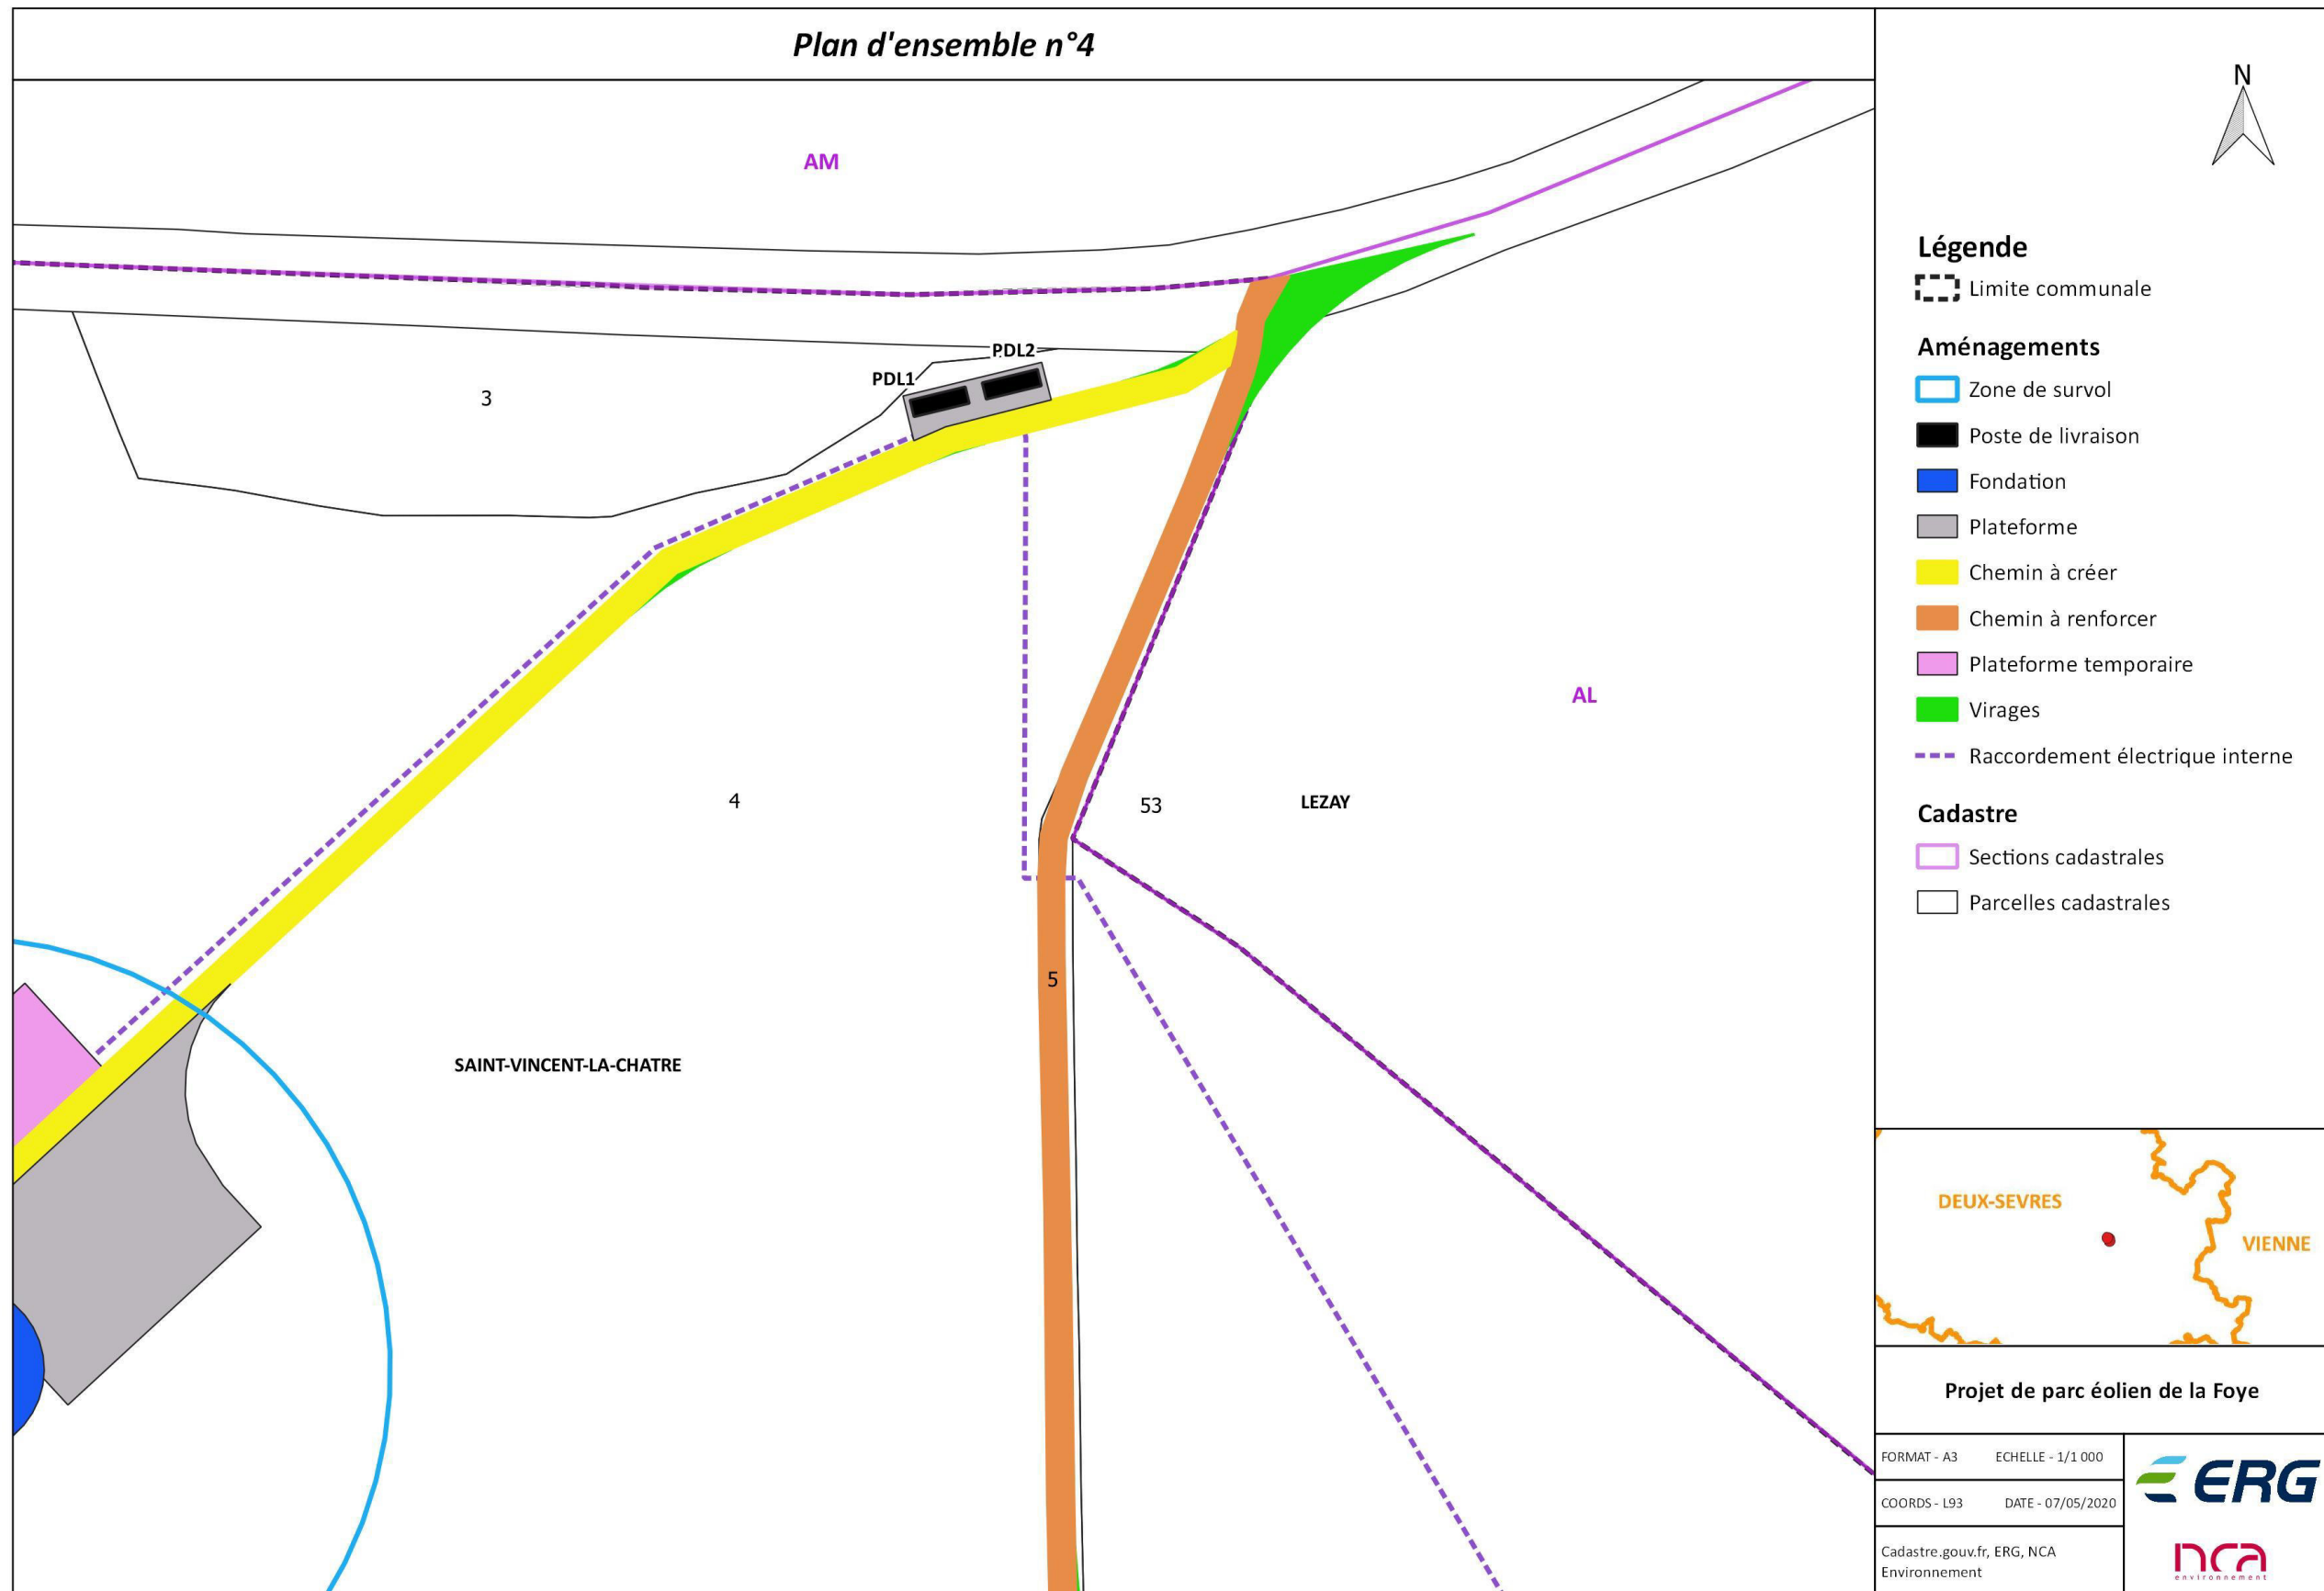 Plan d'ensemble n°4
AM
PDL2
PDL1
3
AL
4
53
LEZAY
5
SAINT-VINCENT-LA-CHATRE
N
Légende
Limite communale
Aménagements
Zone de survol
Poste de livraison
Fondation
Plateforme
Chemin à créer
Chemin à renforcer
Plateforme temporaire
Virages
Raccordement électrique interne
Cadastre
Sections cadastrales
Parcelles cadastrales
DEUX-SEVRES
VIENNE
Projet de parc éolien de la Foye
FORMAT - A3 ECHELLE - 1/1 000
COORDS - L93 DATE - 07/05/2020
Cadastre.gouv.fr, ERG, NCA
Environnement
ERG
nca
environnement